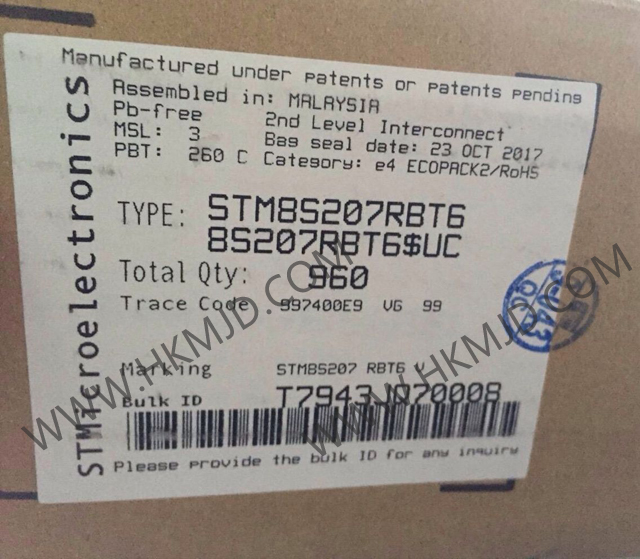 Manufactured under patents or patents pending
Assembled in: MALAYSIA
Pb-free 2nd Level Interconnect
MSL: 3 Bag seal date: 23 OCT 2017
PBT: 260 C Category: e4 ECOPACK2/RoHS
TYPE: STM8S207RBT6
8S207RBT6$UC
Total Qty: 960
Trace Code 997400E9 VG 99
Marking STM8S207 RBT6
Bulk ID
Please provide the bulk ID for any inquiry
STMicroelectronics
WWW.HKMJD.COM
WWW.HKMJD.COM